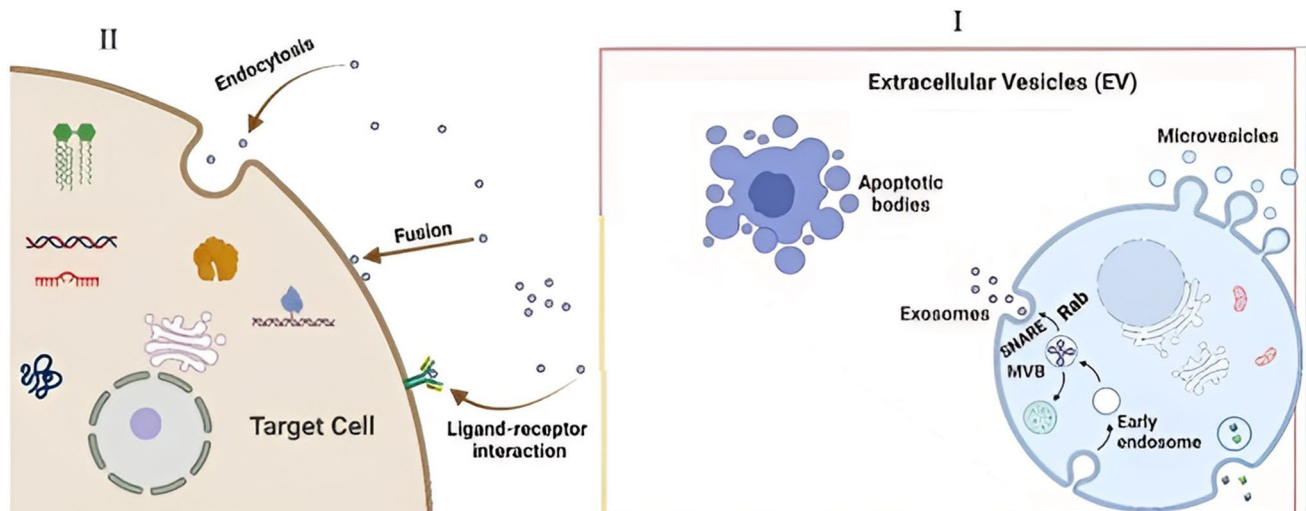 II
I
Endocytosis
Extracellular Vesicles (EV)
Microvesicles
Apoptotic
bodies
Fusion
Exosomes
SNARE
Rab
MVB
Target Cell
Ligand-receptor
interaction
Early
endosome